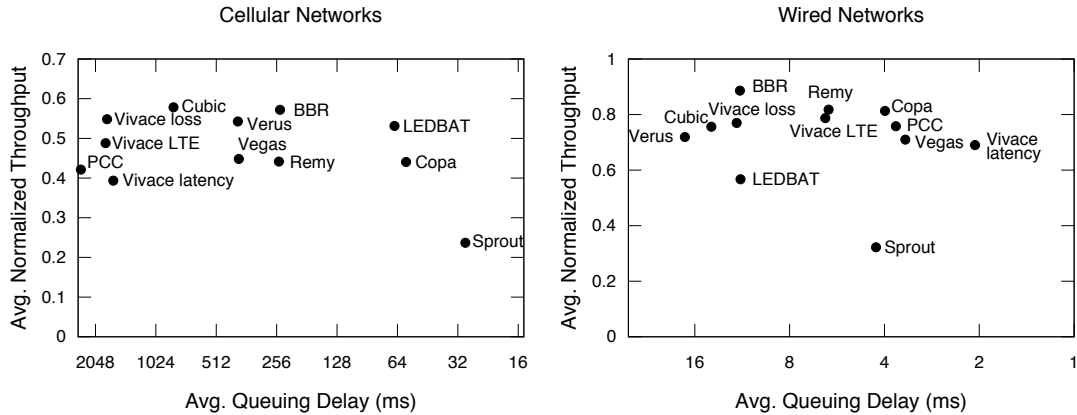 Cellular Networks
0.7
0.6
0.5
0.4
0.3
0.2
0.1
0
2048 1024 512 256 128 64 32 16
Avg. Normalized Throughput
Avg. Queuing Delay (ms)
Cubic
BBR
Vivace loss
Verus
LEDBAT
Vivace LTE
Vegas
PCC
Remy
Copa
Vivace latency
Sprout
Wired Networks
1
0.8
0.6
0.4
0.2
0
16 8 4 2 1
Avg. Normalized Throughput
Avg. Queuing Delay (ms)
BBR
Remy
Cubic
Vivace loss
Copa
Verus
Vivace LTE
PCC
Vegas
Vivace
latency
LEDBAT
Sprout